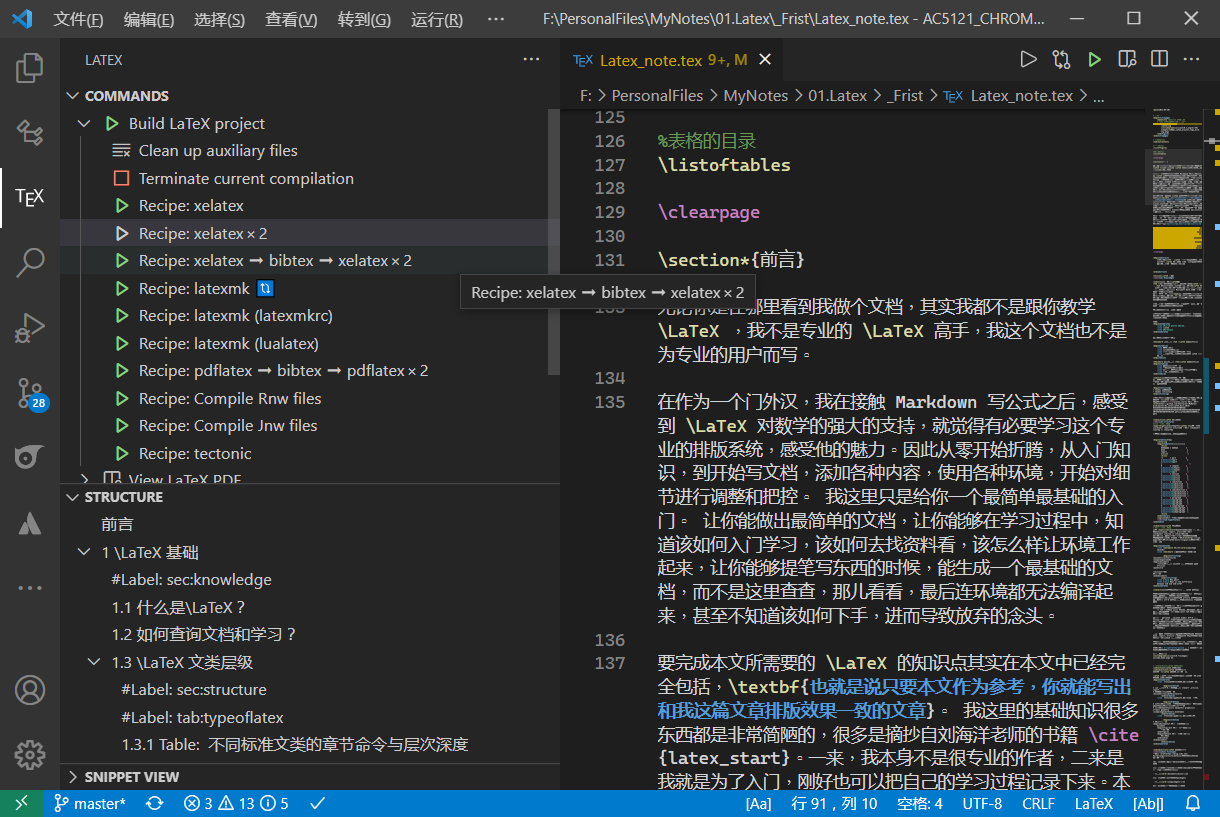 文件(F) 编辑(E) 选择(S) 查看(V) 转到(G) 运行(R) ··· F:\PersonalFiles\MyNotes\01.Latex\_Frist\Latex_note.tex - AC5121_CHROM...
LATEX ···
COMMANDS
Build LaTeX project
Clean up auxiliary files
Terminate current compilation
Recipe: xelatex
Recipe: xelatex × 2
Recipe: xelatex ➞ bibtex ➞ xelatex × 2
Recipe: latexmk
Recipe: latexmk (latexmkrc)
Recipe: latexmk (lualatex)
Recipe: pdflatex ➞ bibtex ➞ pdflatex × 2
Recipe: Compile Rnw files
Recipe: Compile Jnw files
Recipe: tectonic
View LaTeX PDF
STRUCTURE
前言
1 \LaTeX 基础
#Label: sec:knowledge
1.1 什么是\LaTeX？
1.2 如何查询文档和学习？
1.3 \LaTeX 文类层级
#Label: sec:structure
#Label: tab:typeoflatex
1.3.1 Table: 不同标准文类的章节命令与层次深度
SNIPPET VIEW
TEX
28
TEX Latex_note.tex 9+, M
F: > PersonalFiles > MyNotes > 01.Latex > _Frist > TEX Latex_note.tex > ...
125
126 %表格的目录
127 \listoftables
128
129 \clearpage
130
131 \section*{前言}
Recipe: xelatex ➞ bibtex ➞ xelatex × 2
无论你是在哪里看到我做个文档，其实我都不是跟你教学
\LaTeX ，我不是专业的 \LaTeX 高手，我这个文档也不是
为专业的用户而写。
134
135 在作为一个门外汉，我在接触 Markdown 写公式之后，感受
到 \LaTeX 对数学的强大的支持，就觉得有必要学习这个专
业的排版系统，感受他的魅力。因此从零开始折腾，从入门知
识，到开始写文档，添加各种内容，使用各种环境，开始对细
节进行调整和把控。 我这里只是给你一个最简单最基础的入
门。 让你能做出最简单的文档，让你能够在学习过程中，知
道该如何入门学习，该如何去找资料看，该怎么样让环境工作
起来，让你能够提笔写东西的时候，能生成一个最基础的文
档，而不是这里查查，那儿看看，最后连环境都无法编译起
来，甚至不知道该如何下手，进而导致放弃的念头。
136
137 要完成本文所需要的 \LaTeX 的知识点其实在本文中已经完
全包括，\textbf{也就是说只要本文作为参考，你就能写出
和我这篇文章排版效果一致的文章}。 我这里的基础知识很多
东西都是非常简陋的，很多是摘抄自刘海洋老师的书籍 \cite
{latex_start}。一来，我本身不是很专业的作者，二来是
我就是为了入门，刚好也可以把自己的学习过程记录下来。本
master* 3 13 5 [Aa] 行 91，列 10 空格: 4 UTF-8 CRLF LaTeX [Ab|]